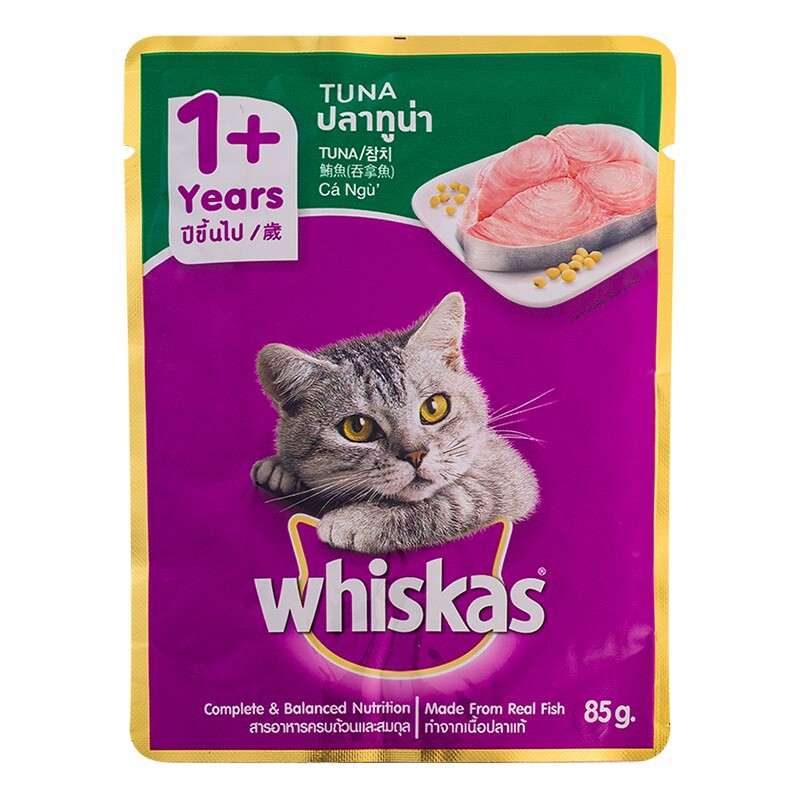 1+
Years
ปีขึ้นไป / 歲
TUNA
ปลาทูน่า
TUNA/참치
鮪魚(吞拿魚)
Cá Ngừ
whiskas®
Complete & Balanced Nutrition | Made From Real Fish
สารอาหารครบถ้วนและสมดุล | ทำจากเนื้อปลาแท้
85 g.